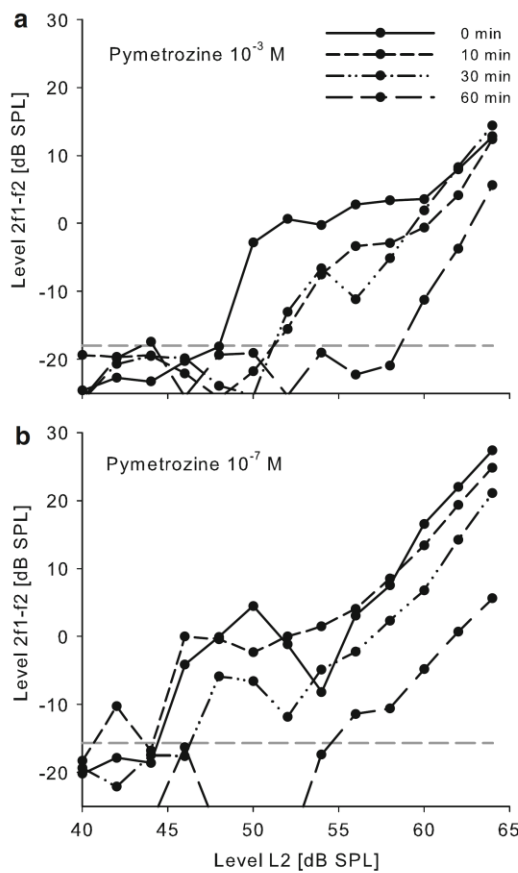 a
Pymetrozine 10⁻³ M
0 min
10 min
30 min
60 min
Level 2f1-f2 [dB SPL]
30
20
10
0
-10
-20
b
Pymetrozine 10⁻⁷ M
Level 2f1-f2 [dB SPL]
30
20
10
0
-10
-20
40 45 50 55 60 65
Level L2 [dB SPL]